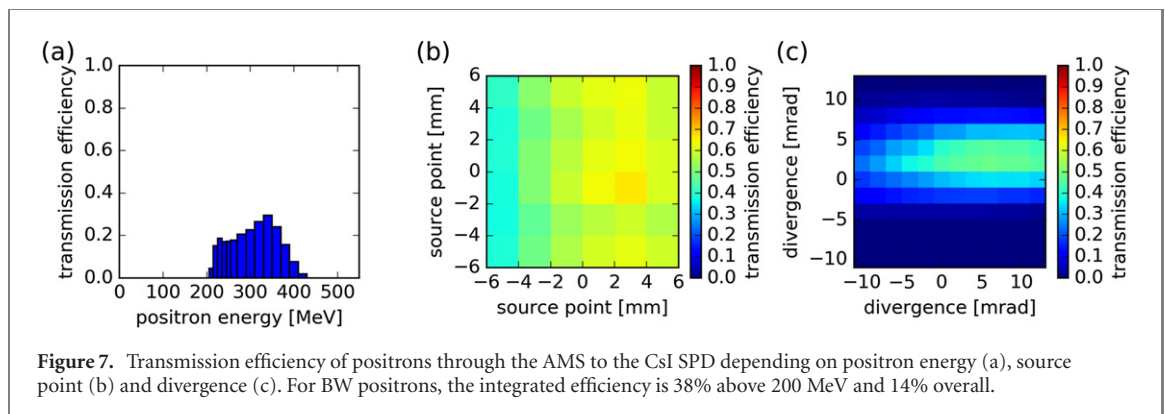 (a)
1.0
0.8
0.6
0.4
0.2
0.0
transmission efficiency
0 100 200 300 400 500
positron energy [MeV]
(b)
6
4
2
0
−2
−4
−6
source point [mm]
−6 −4 −2 0 2 4 6
source point [mm]
1.0
0.9
0.8
0.7
0.6
0.5
0.4
0.3
0.2
0.1
0.0
transmission efficiency
(c)
10
5
0
−5
−10
divergence [mrad]
−10 −5 0 5 10
divergence [mrad]
1.0
0.9
0.8
0.7
0.6
0.5
0.4
0.3
0.2
0.1
0.0
transmission efficiency
Figure 7. Transmission efficiency of positrons through the AMS to the CsI SPD depending on positron energy (a), source
point (b) and divergence (c). For BW positrons, the integrated efficiency is 38% above 200 MeV and 14% overall.